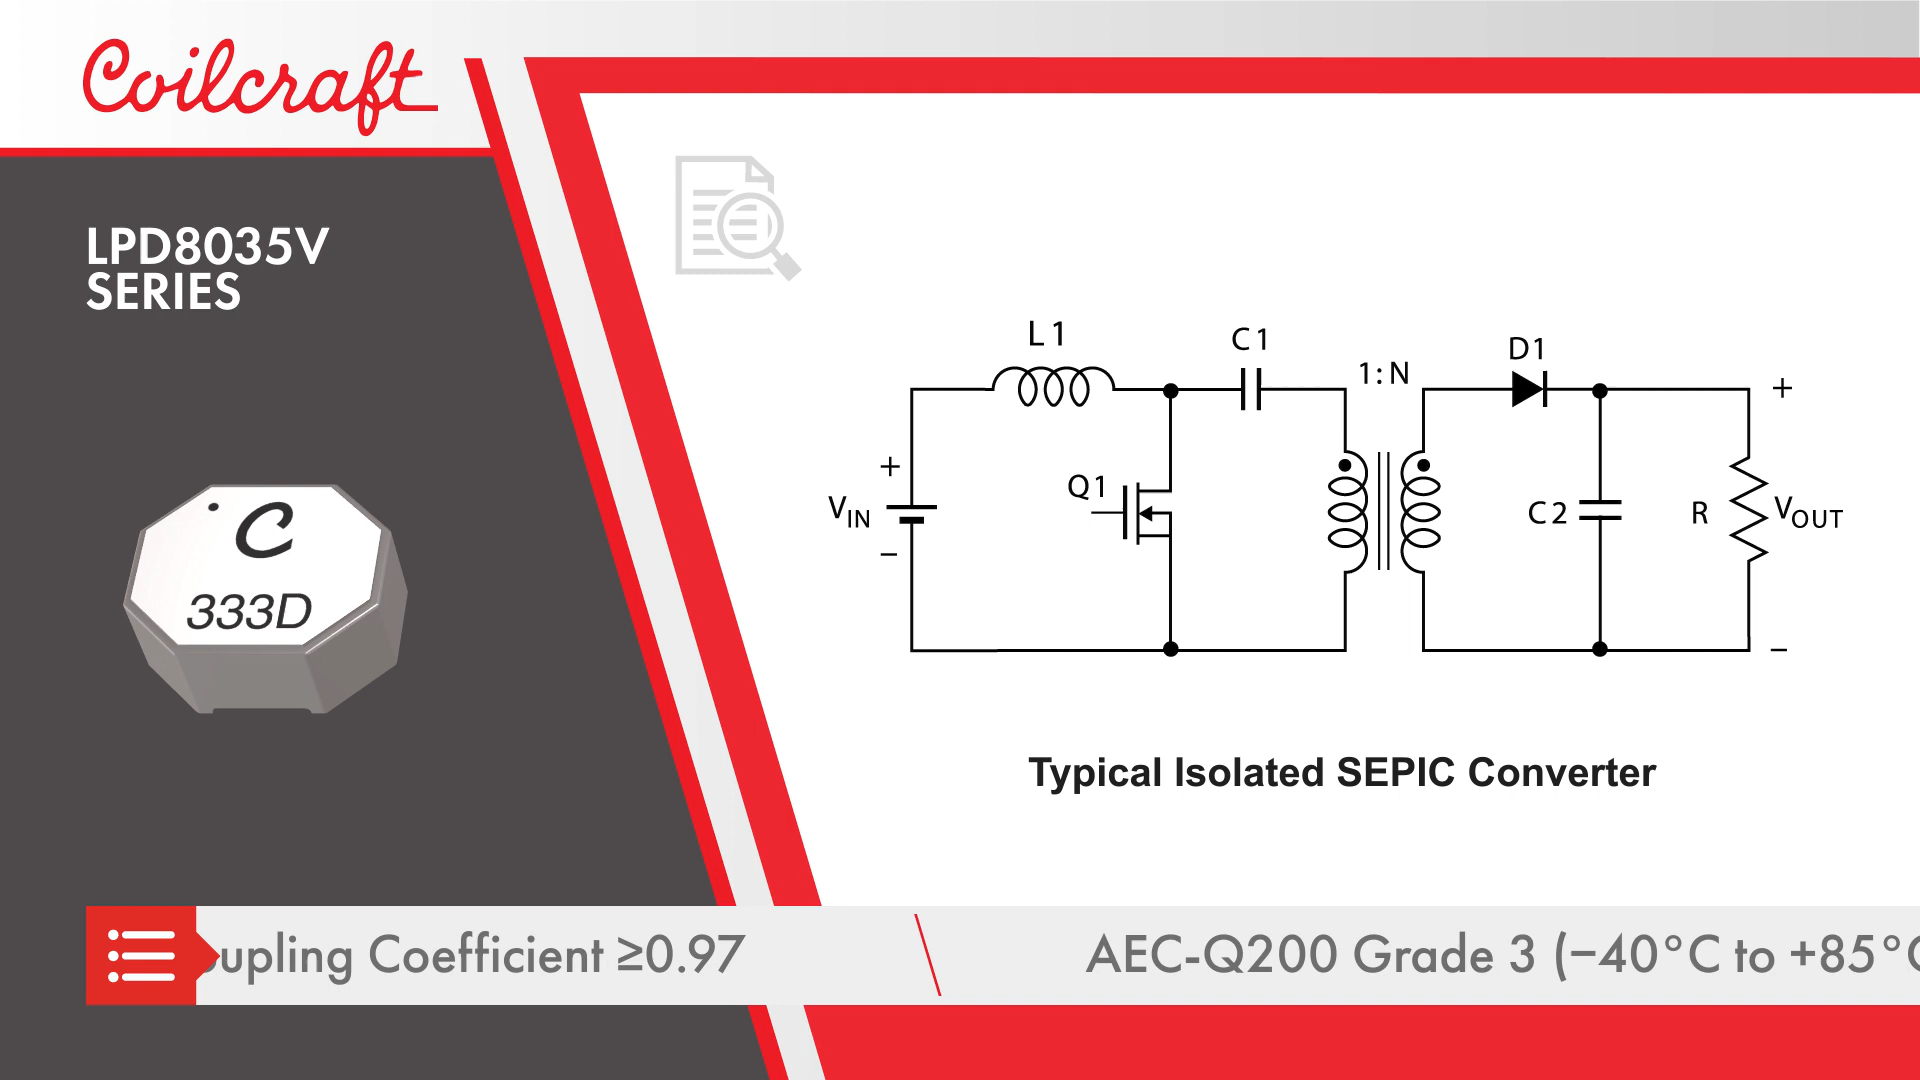 Coilcraft
LPD8035V
SERIES
C
333D
L1
C1
1:N
D1
+
+
Q1
VIN
C2
R
VOUT
−
−
Typical Isolated SEPIC Converter
Coefficient ≥0.97
AEC-Q200 Grade 3 (−40°C to +85°